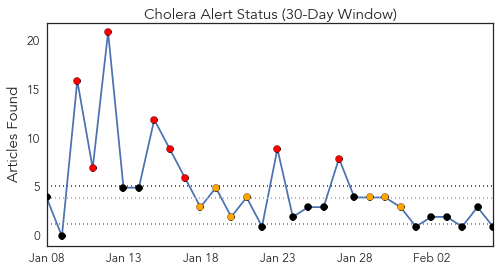 Cholera Alert Status (30-Day Window)
Articles Found
20
15
10
5
0
Jan 08 Jan 13 Jan 18 Jan 23 Jan 28 Feb 02